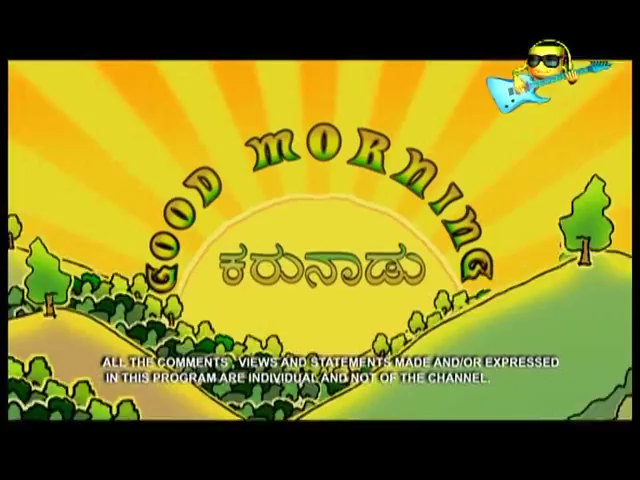 GOOD MORNING
ಕರುನಾಡು
ALL THE COMMENTS , VIEWS AND STATEMENTS MADE AND/OR EXPRESSED
IN THIS PROGRAM ARE INDIVIDUAL AND NOT OF THE CHANNEL.